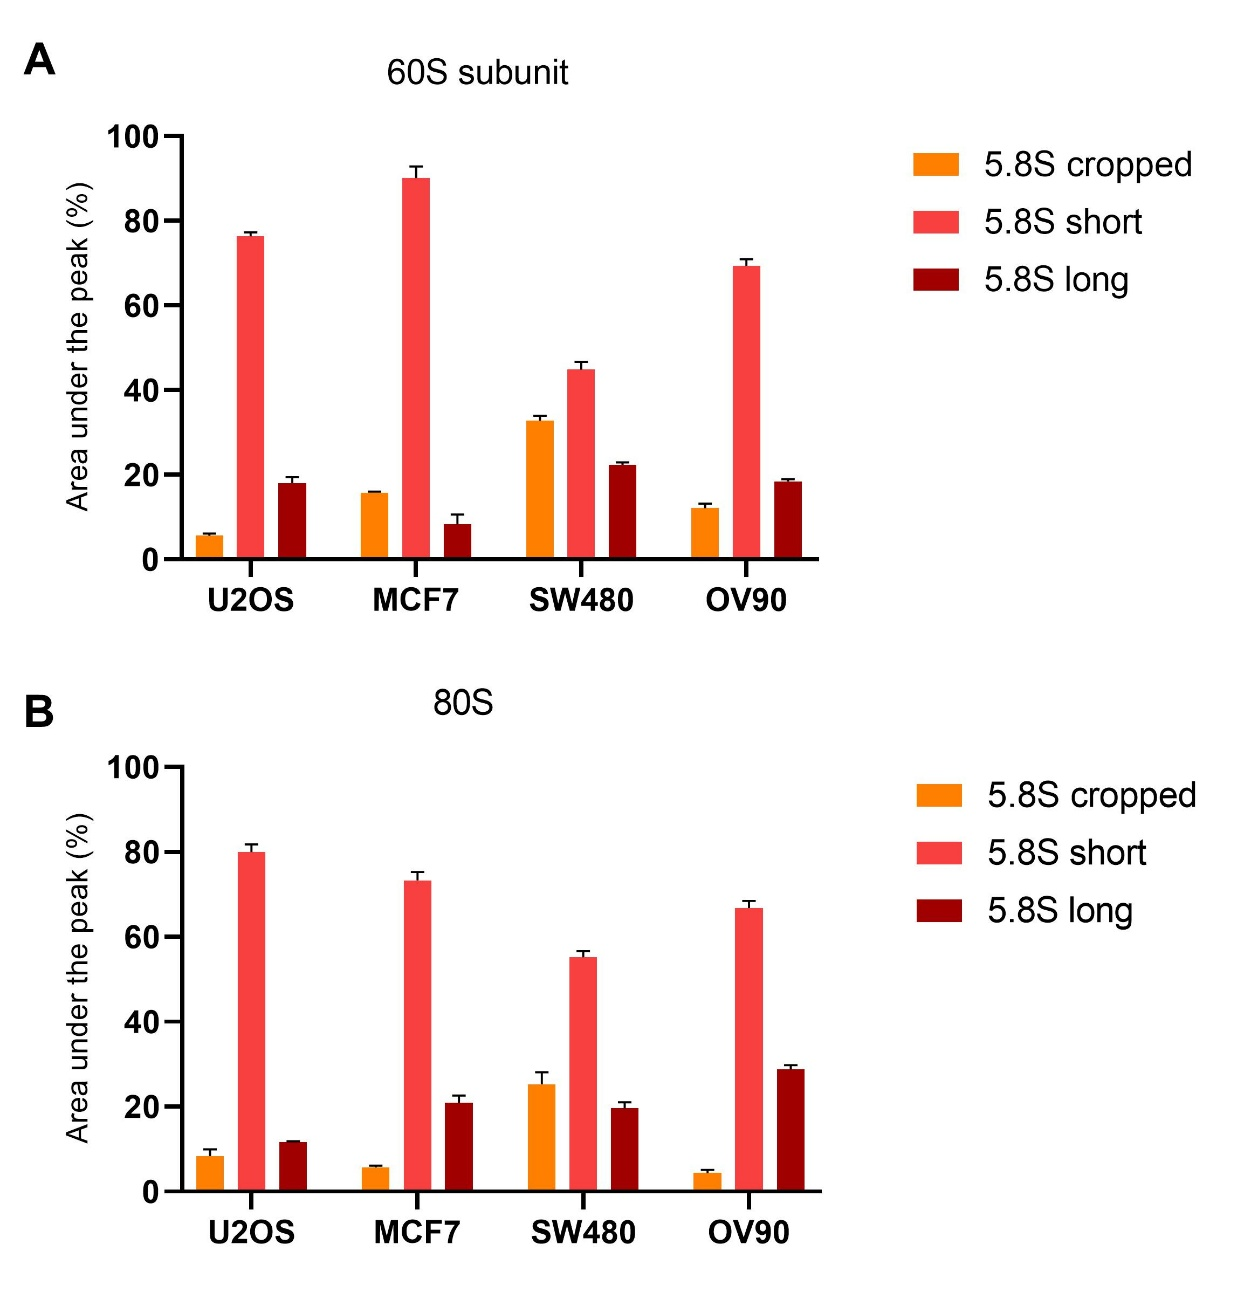 A
60S subunit
100
80
60
40
20
0
Area under the peak (%)
U2OS MCF7 SW480 OV90
5.8S cropped
5.8S short
5.8S long
B
80S
100
80
60
40
20
0
Area under the peak (%)
U2OS MCF7 SW480 OV90
5.8S cropped
5.8S short
5.8S long